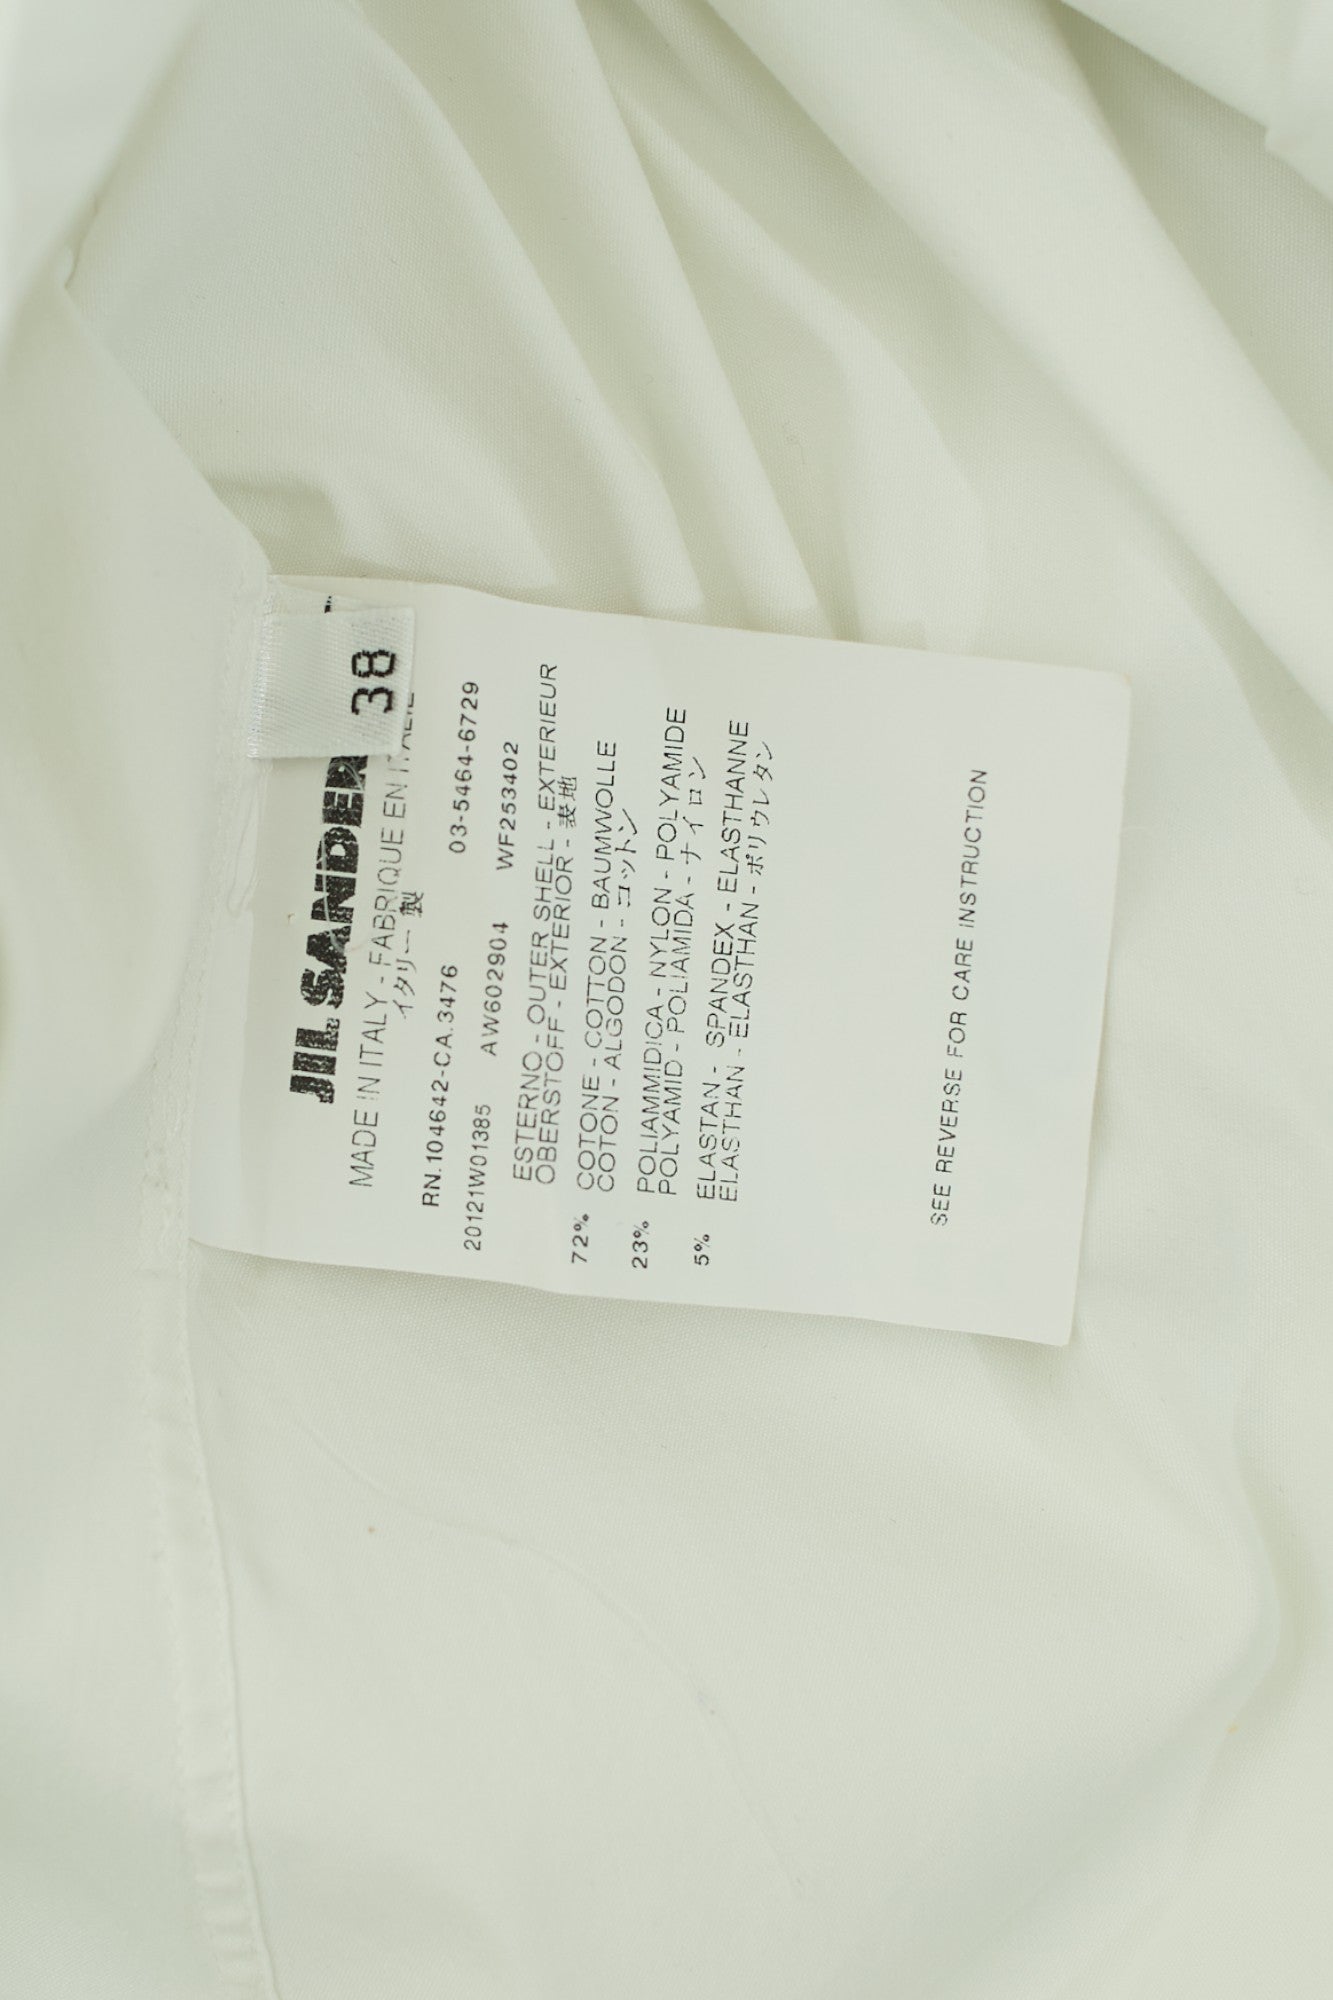 38
JIL SANDER
MADE IN ITALY - FABRIQUE EN ITALIE
イタリー製
RN.104642-CA.3476 03-5464-6729
20121W01385 AW602904 WF253402
ESTERNO - OUTER SHELL - EXTERIEUR
OBERSTOFF - EXTERIOR - 表地
72% COTONE - COTTON - BAUMWOLLE
COTON - ALGODON - コットン
23% POLIAMMIDICA - NYLON - POLYAMIDE
POLYAMID - POLIAMIDA - ナイロン
5% ELASTAN - SPANDEX - ELASTHANNE
ELASTHAN - ELASTHAN - ポリウレタン
SEE REVERSE FOR CARE INSTRUCTION